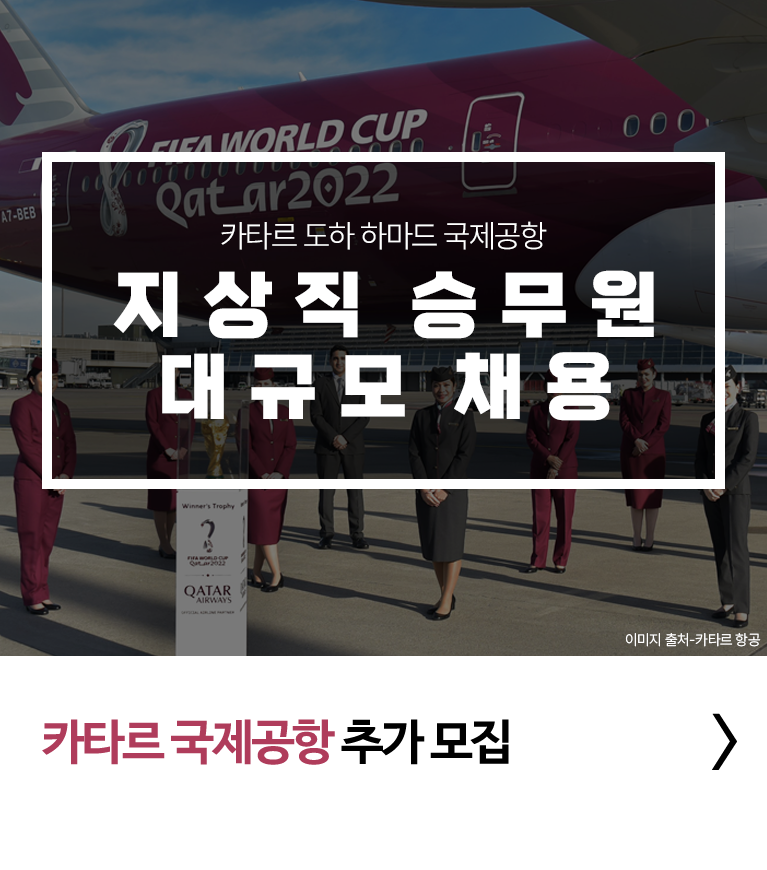 FIFA WORLD CUP
Qatar2022
A7-BEB
카타르 도하 하마드 국제공항
지상직 승무원
대규모 채용
Winner's Trophy
FIFA WORLD CUP
Qatar2022
QATAR
AIRWAYS
OFFICIAL AIRLINE PARTNER
이미지 출처-카타르 항공
카타르 국제공항 추가 모집